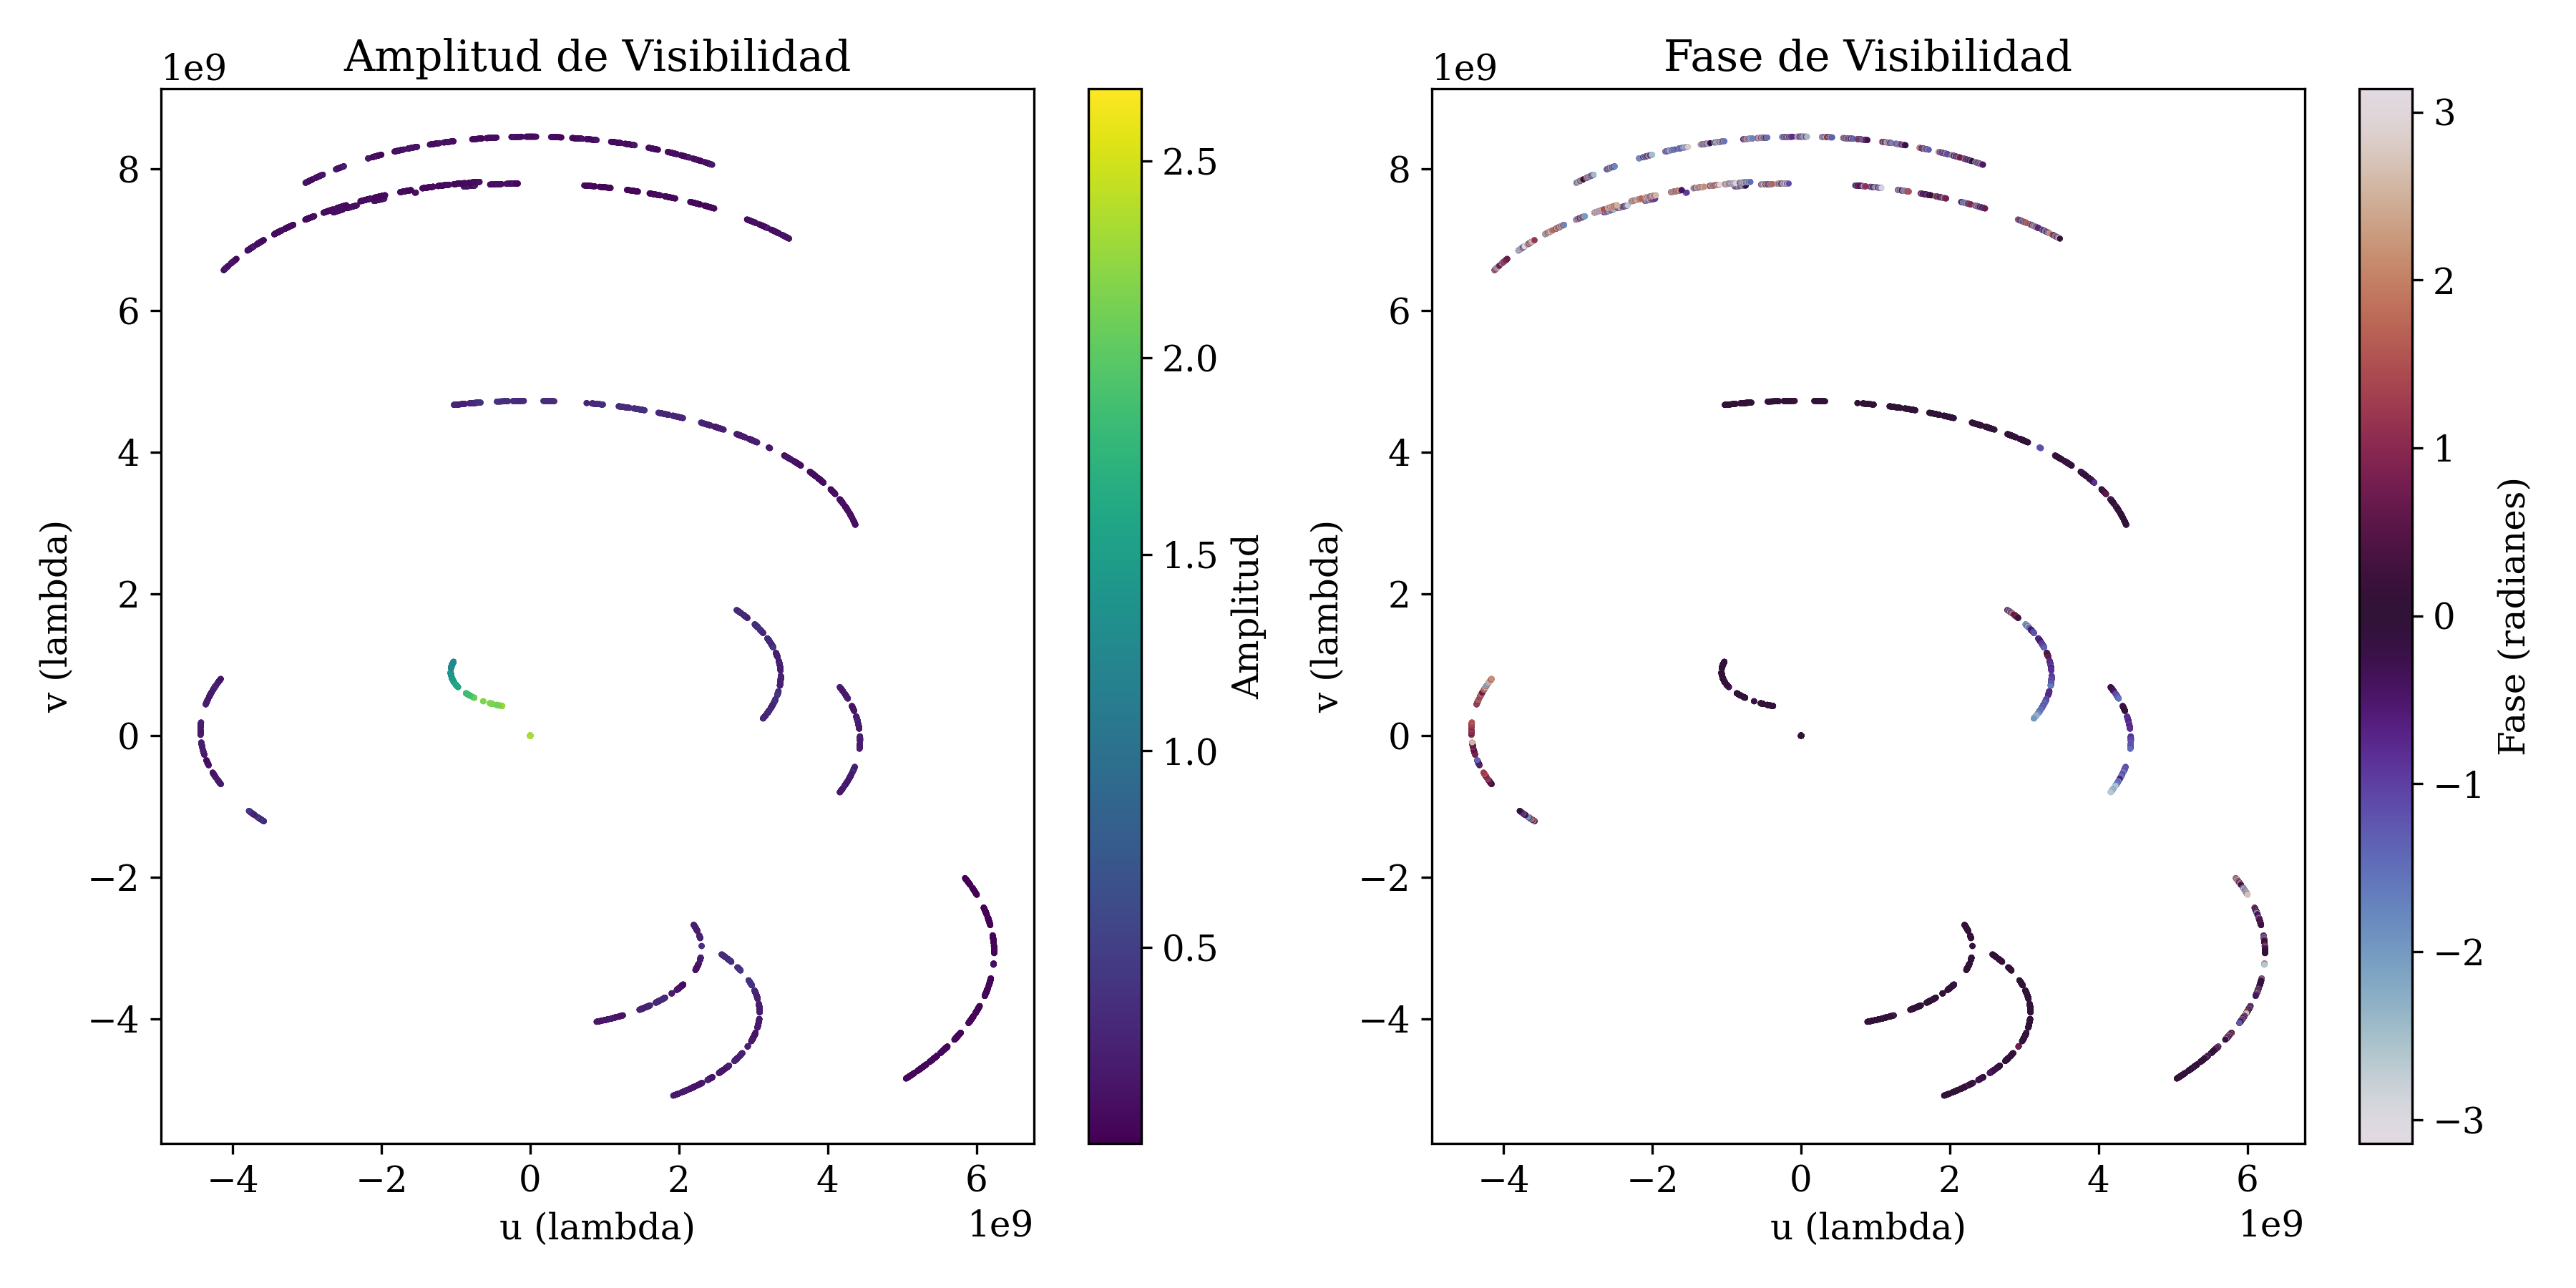 Amplitud de Visibilidad
1e9
8
6
4
2
0
−2
−4
v (lambda)
−4 −2 0 2 4 6
u (lambda)
1e9
2.5
2.0
1.5
1.0
0.5
Amplitud
Fase de Visibilidad
1e9
8
6
4
2
0
−2
−4
v (lambda)
−4 −2 0 2 4 6
u (lambda)
1e9
3
2
1
0
−1
−2
−3
Fase (radianes)